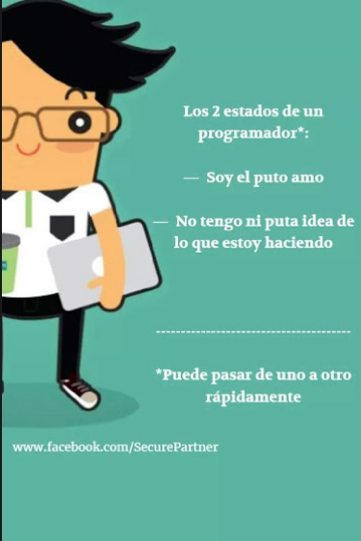 Los 2 estados de un
programador*:
— Soy el puto amo
— No tengo ni puta idea de
lo que estoy haciendo
---------------------------------------
*Puede pasar de uno a otro
rápidamente
www.facebook.com/SecurePartner